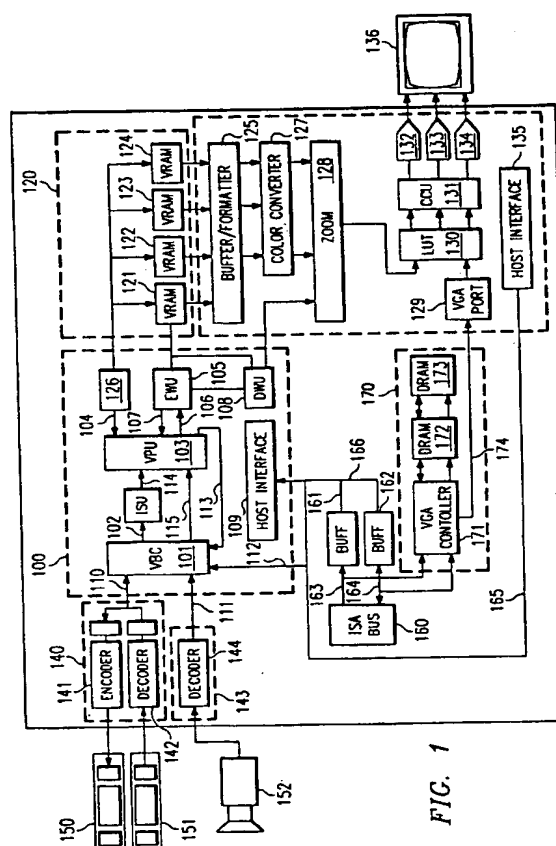 136
120
124
VRAM
123
VRAM
122
VRAM
121
VRAM
125
BUFFER/FORMATTER
127
COLOR CONVERTER
128
ZOOM
132
133
134
CCU
131
LUT
130
135
HOST INTERFACE
129
VGA
PORT
100
126
104
107
EWU
105
106
108
DWU
VPU
103
114
ISU
102
115
113
109
HOST INTERFACE
VBC
101
110
112
111
166
161
162
BUFF
BUFF
163
164
ISA
BUS
160
170
DRAM
173
DRAM
172
VGA
CONTOLLER
171
174
165
140
141
ENCODER
DECODER
142
144
DECODER
143
150
151
152
FIG. 1